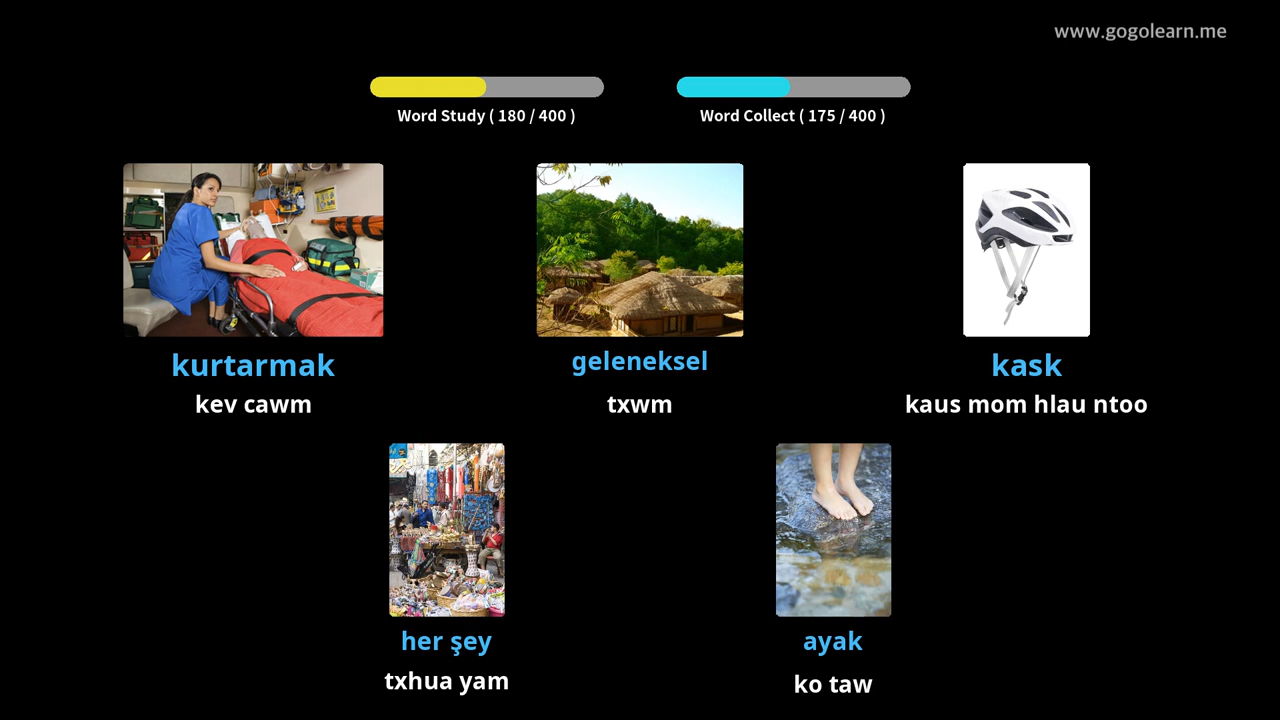 www.gogolearn.me
Word Study ( 180 / 400 )
Word Collect ( 175 / 400 )
kurtarmak
kev cawm
geleneksel
txwm
kask
kaus mom hlau ntoo
her şey
txhua yam
ayak
ko taw